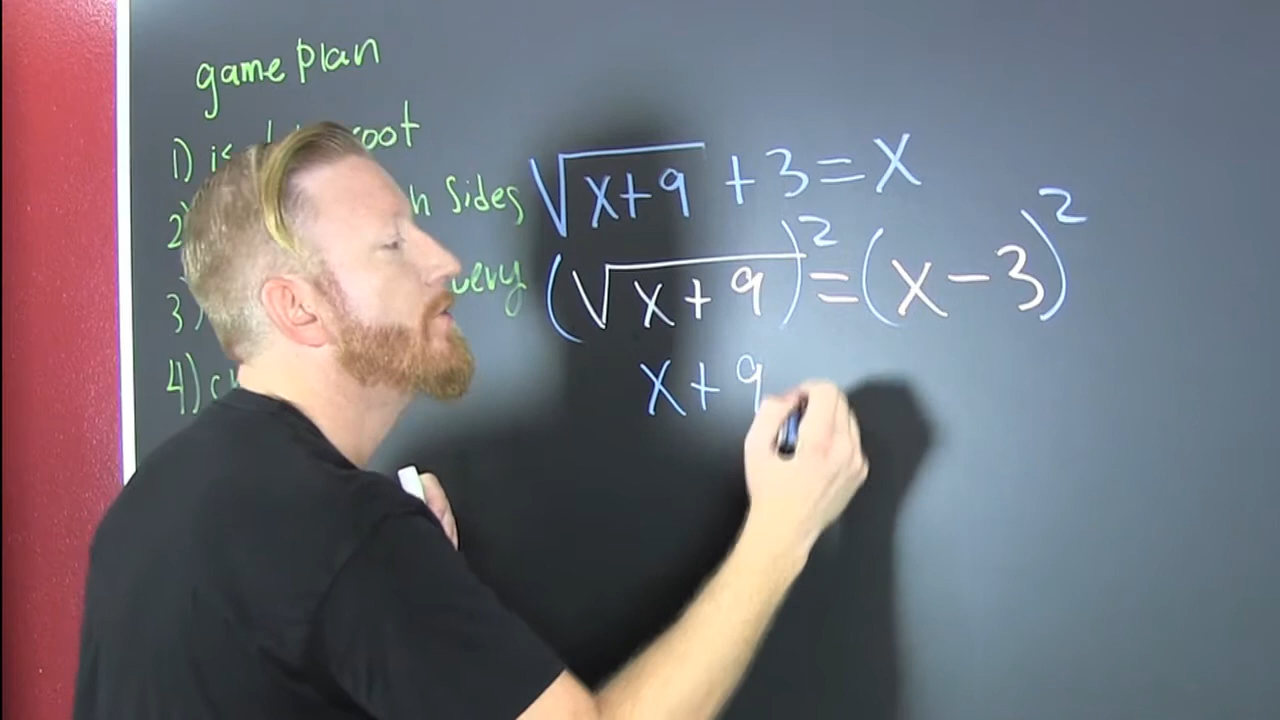 game plan
1) is root
2) h Sides
3) very
4) c
√x+9 + 3 = x
(√x+9)² = (x-3)²
x+9